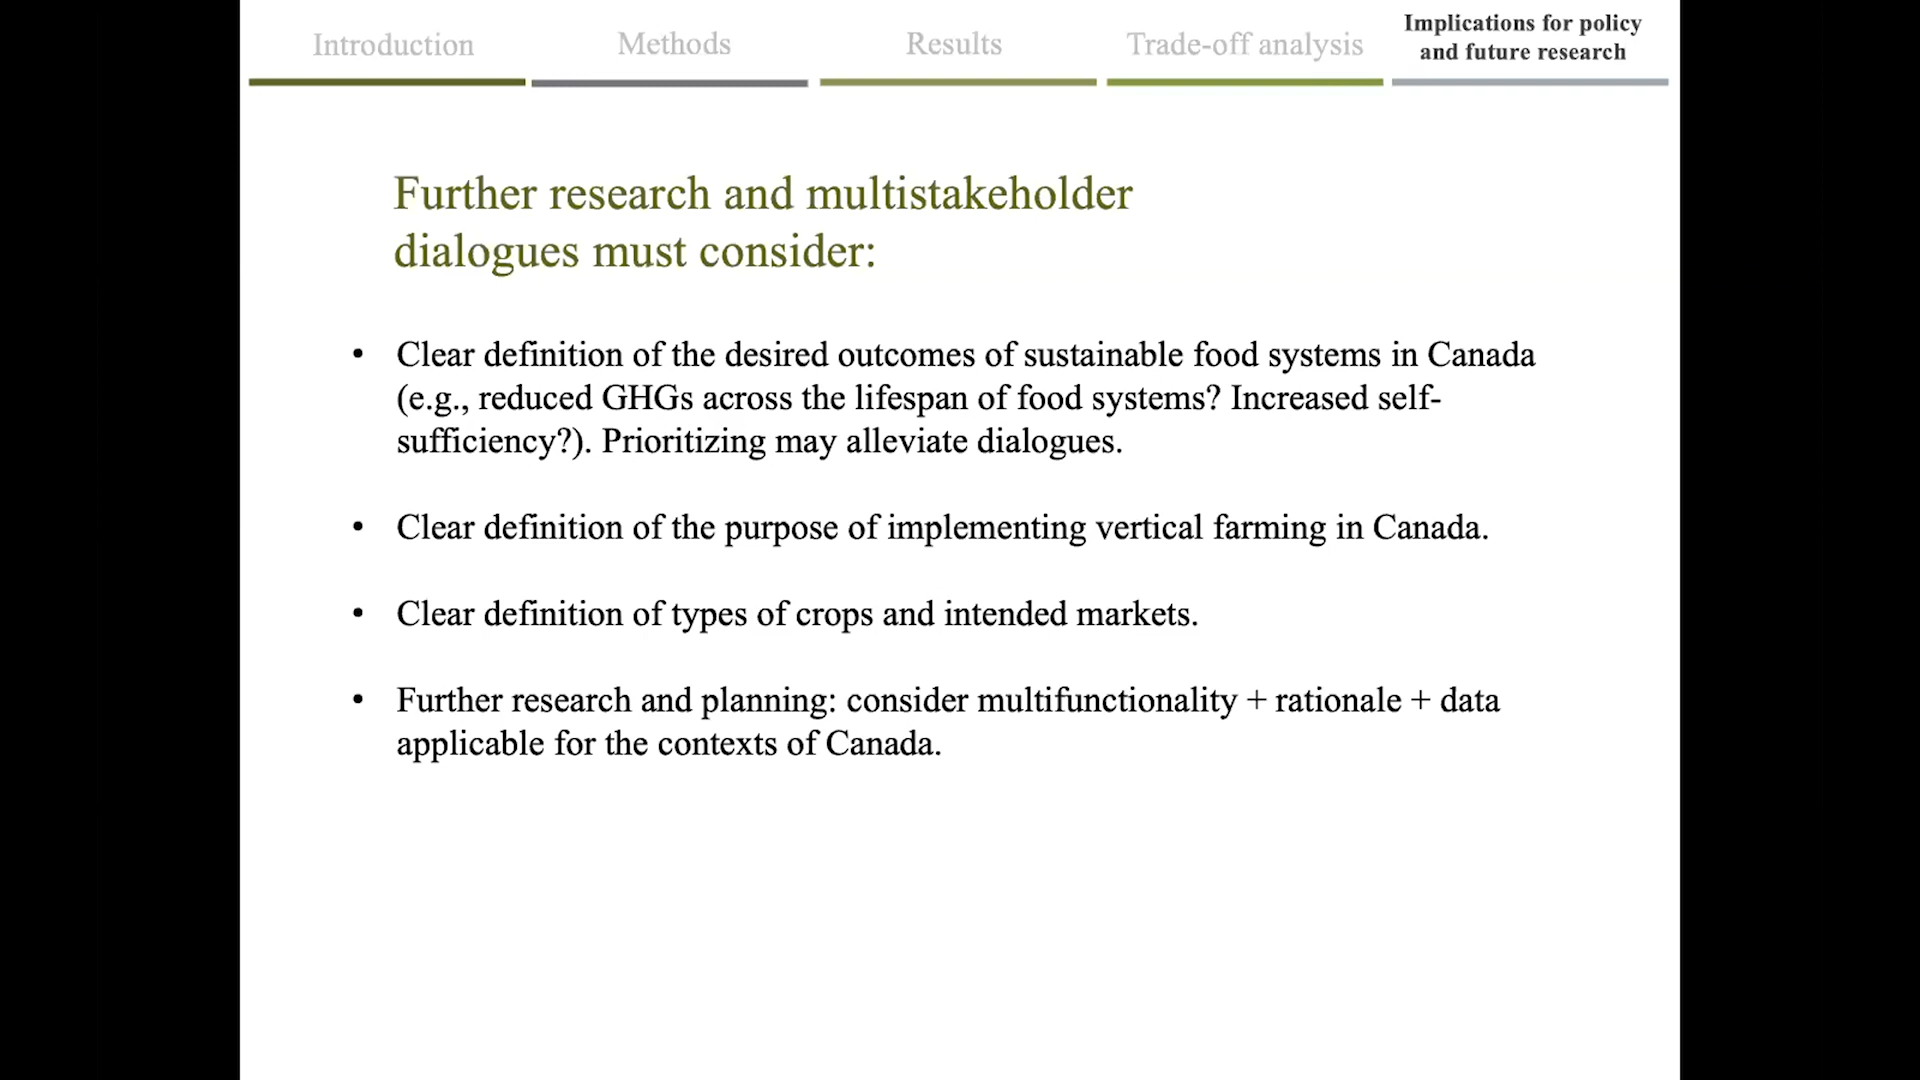 Introduction
Methods
Results
Trade-off analysis
Implications for policy
and future research
Further research and multistakeholder
dialogues must consider:
• Clear definition of the desired outcomes of sustainable food systems in Canada
(e.g., reduced GHGs across the lifespan of food systems? Increased self-
sufficiency?). Prioritizing may alleviate dialogues.
• Clear definition of the purpose of implementing vertical farming in Canada.
• Clear definition of types of crops and intended markets.
• Further research and planning: consider multifunctionality + rationale + data
applicable for the contexts of Canada.